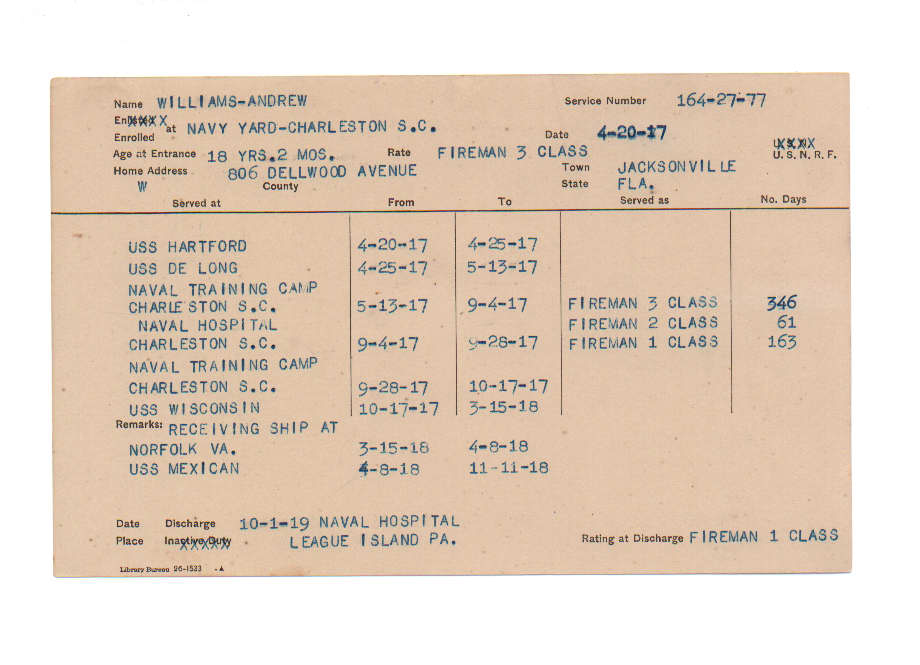 Name WILLIAMS-ANDREW Service Number 164-27-77
Enrolled at NAVY YARD-CHARLESTON S.C. Date 4-20-17
Age at Entrance 18 YRS.2 MOS. Rate FIREMAN 3 CLASS U.S.N.R.F.
Home Address 806 DELLWOOD AVENUE Town JACKSONVILLE
W County State FLA.
Served at From To Served as No. Days
USS HARTFORD 4-20-17 4-25-17
USS DE LONG 4-25-17 5-13-17
NAVAL TRAINING CAMP
CHARLESTON S.C. 5-13-17 9-4-17 FIREMAN 3 CLASS 346
NAVAL HOSPITAL FIREMAN 2 CLASS 61
CHARLESTON S.C. 9-4-17 9-28-17 FIREMAN 1 CLASS 163
NAVAL TRAINING CAMP
CHARLESTON S.C. 9-28-17 10-17-17
USS WISCONSIN 10-17-17 3-15-18
Remarks: RECEIVING SHIP AT
NORFOLK VA. 3-15-18 4-8-18
USS MEXICAN 4-8-18 11-11-18
Date Discharge 10-1-19 NAVAL HOSPITAL
Place Inactive Duty LEAGUE ISLAND PA. Rating at Discharge FIREMAN 1 CLASS
Library Bureau 26-1533 -A